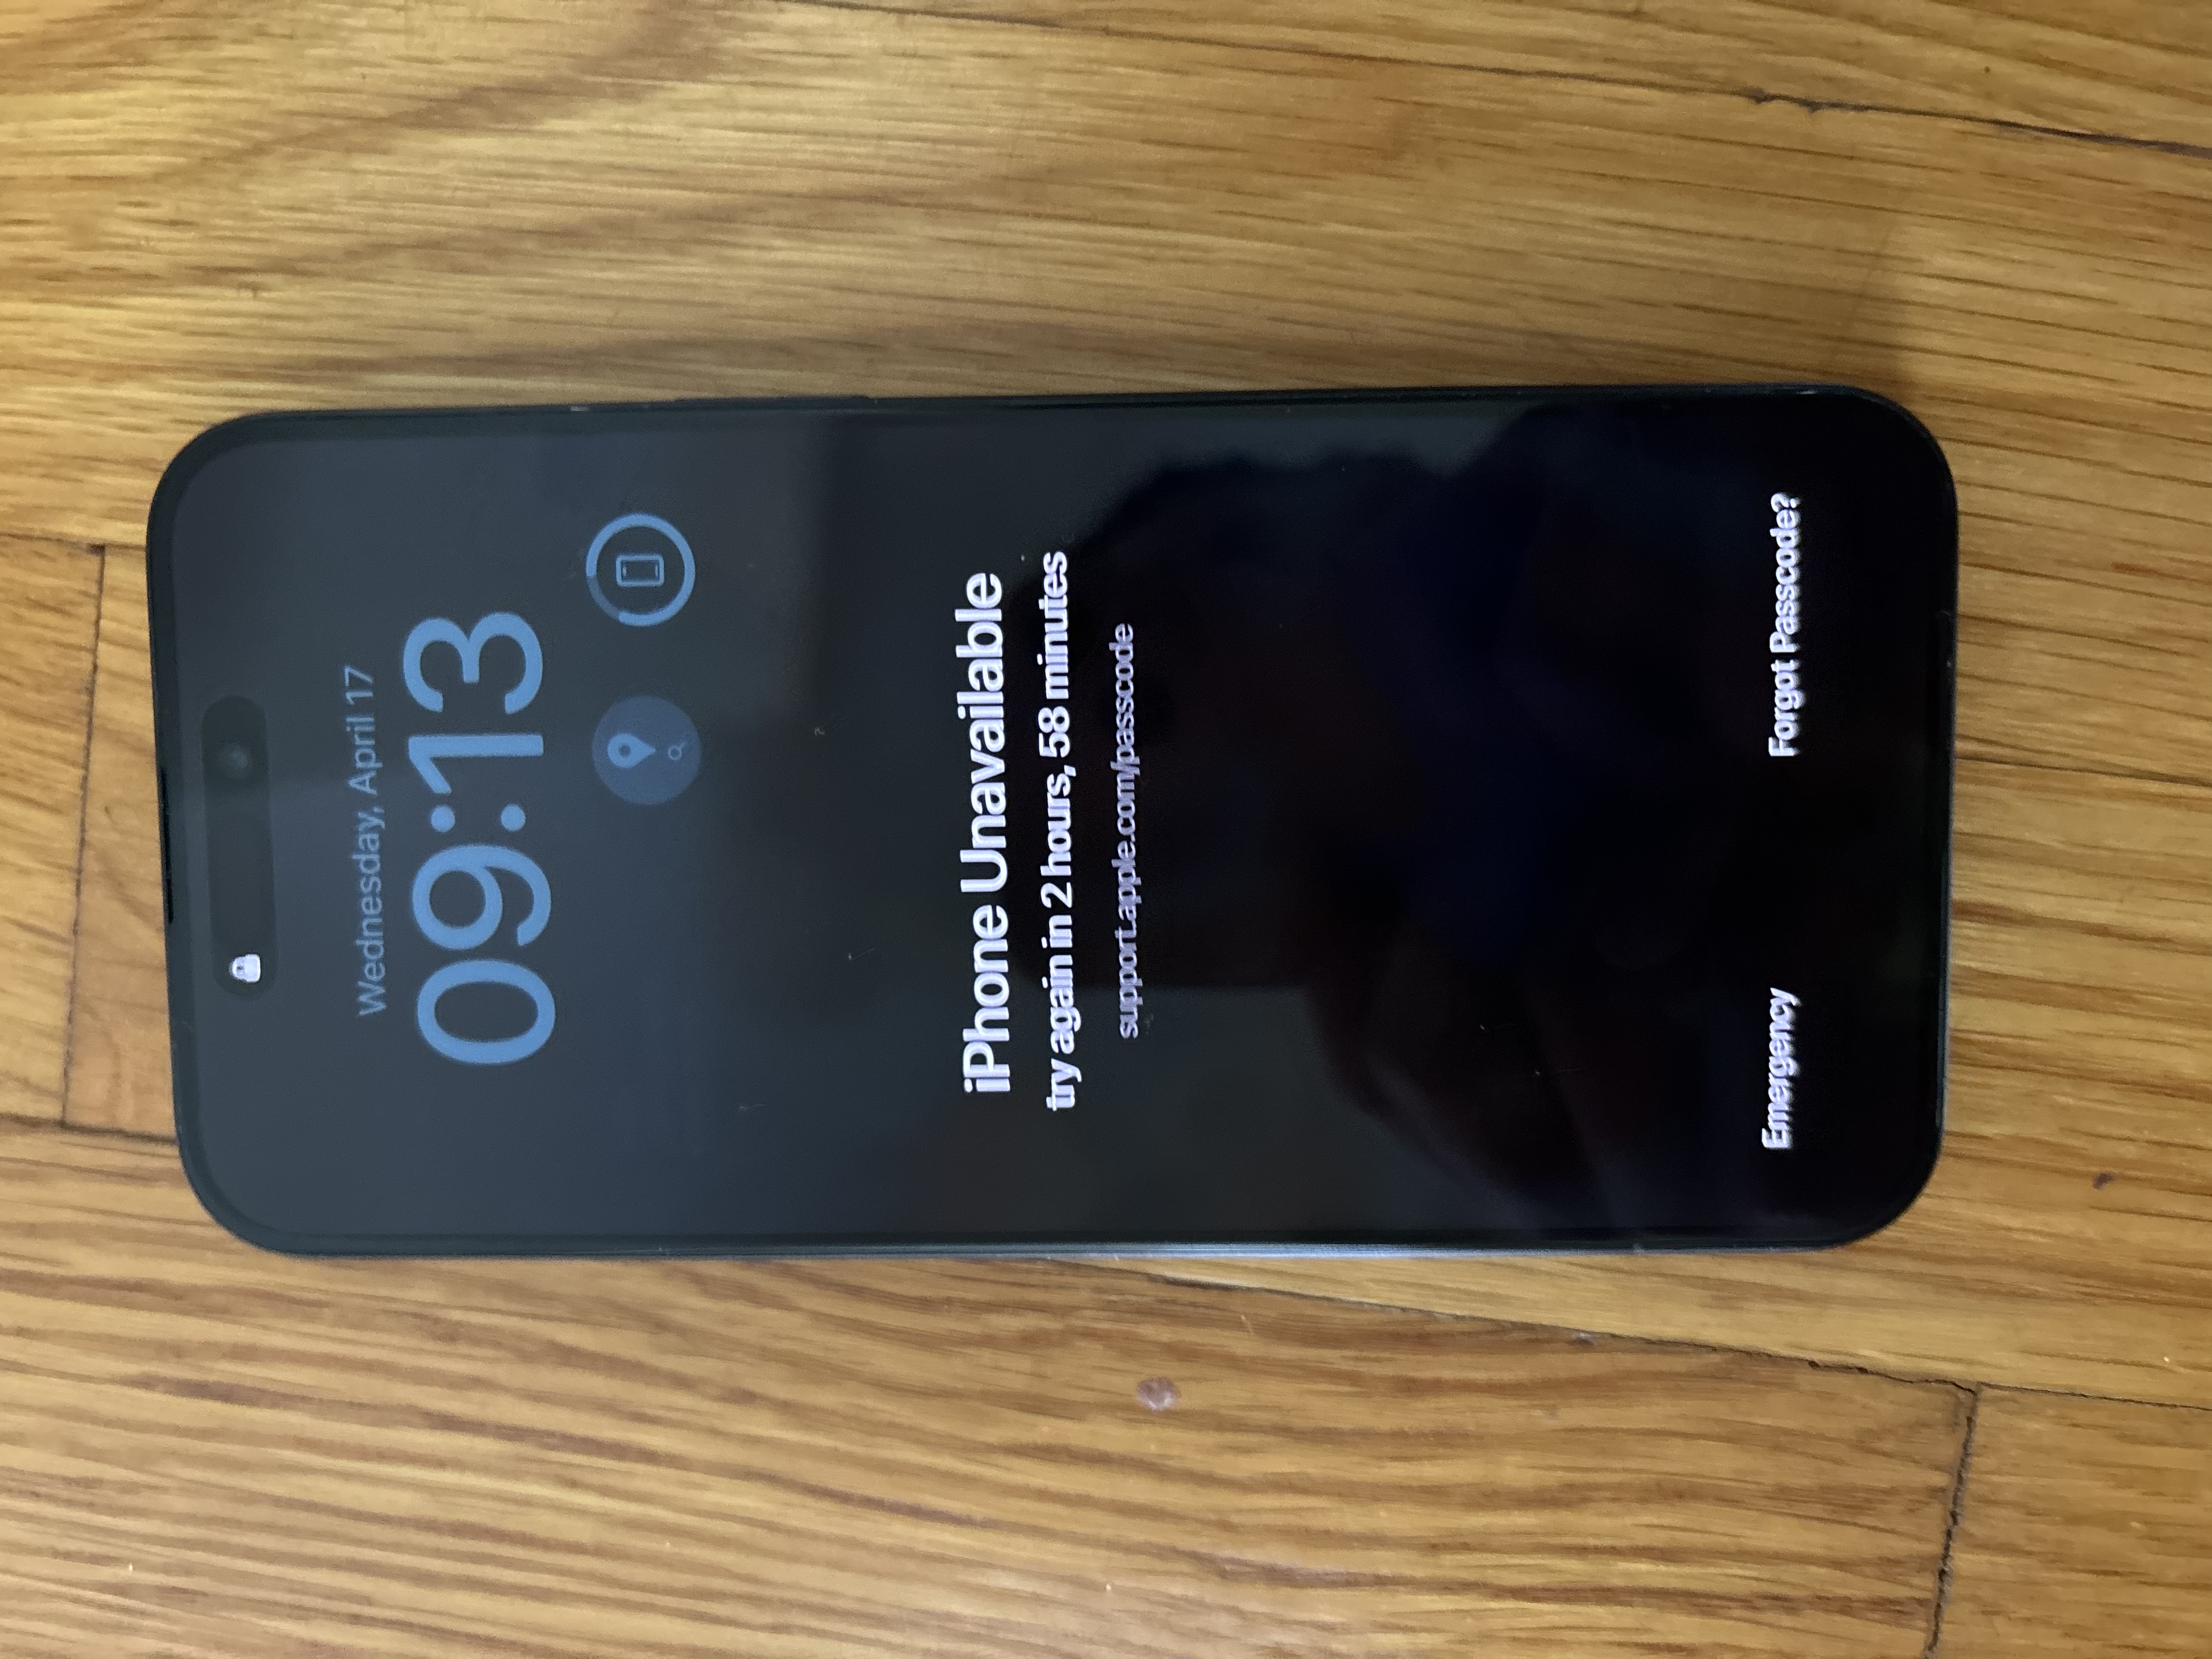 Wednesday, April 17
09:13
iPhone Unavailable
try again in 2 hours, 58 minutes
support.apple.com/passcode
Emergency
Forgot Passcode?